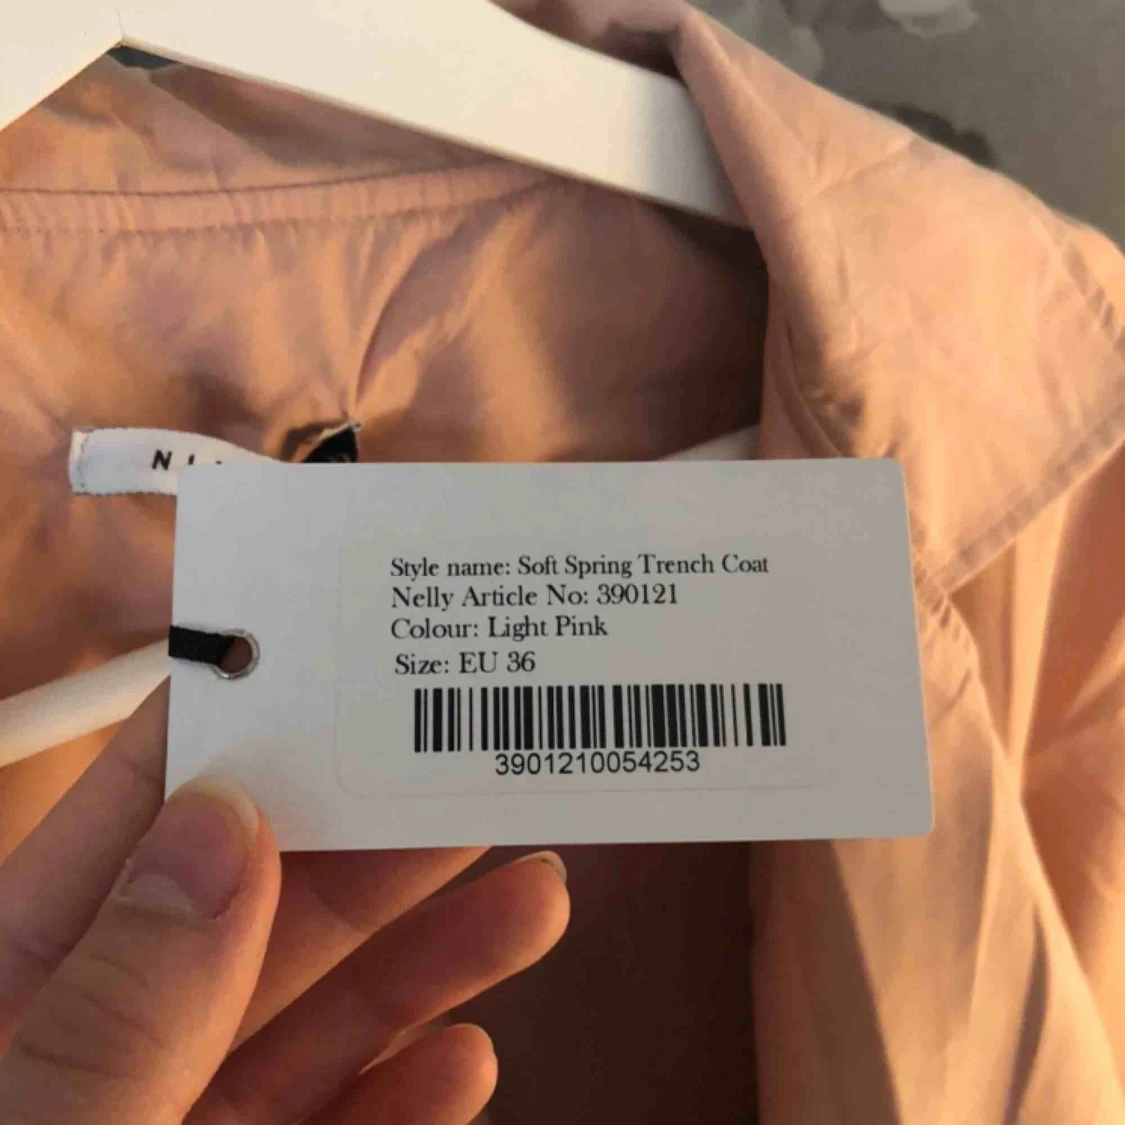 Style name: Soft Spring Trench Coat
Nelly Article No: 390121
Colour: Light Pink
Size: EU 36
3901210054253